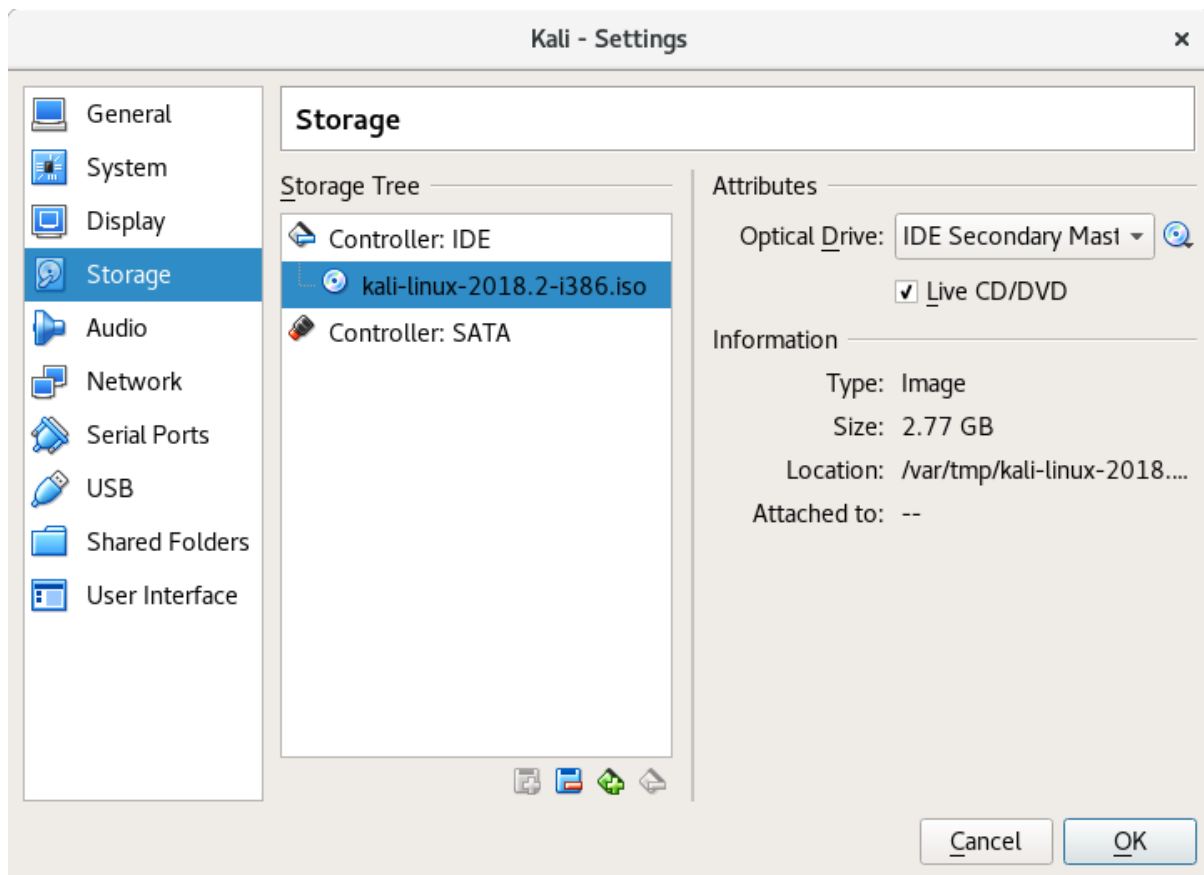 Kali - Settings
General
System
Display
Storage
Audio
Network
Serial Ports
USB
Shared Folders
User Interface
Storage
Storage Tree
Controller: IDE
kali-linux-2018.2-i386.iso
Controller: SATA
Attributes
Optical Drive: IDE Secondary Mast
Live CD/DVD
Information
Type: Image
Size: 2.77 GB
Location: /var/tmp/kali-linux-2018....
Attached to: --
Cancel
OK